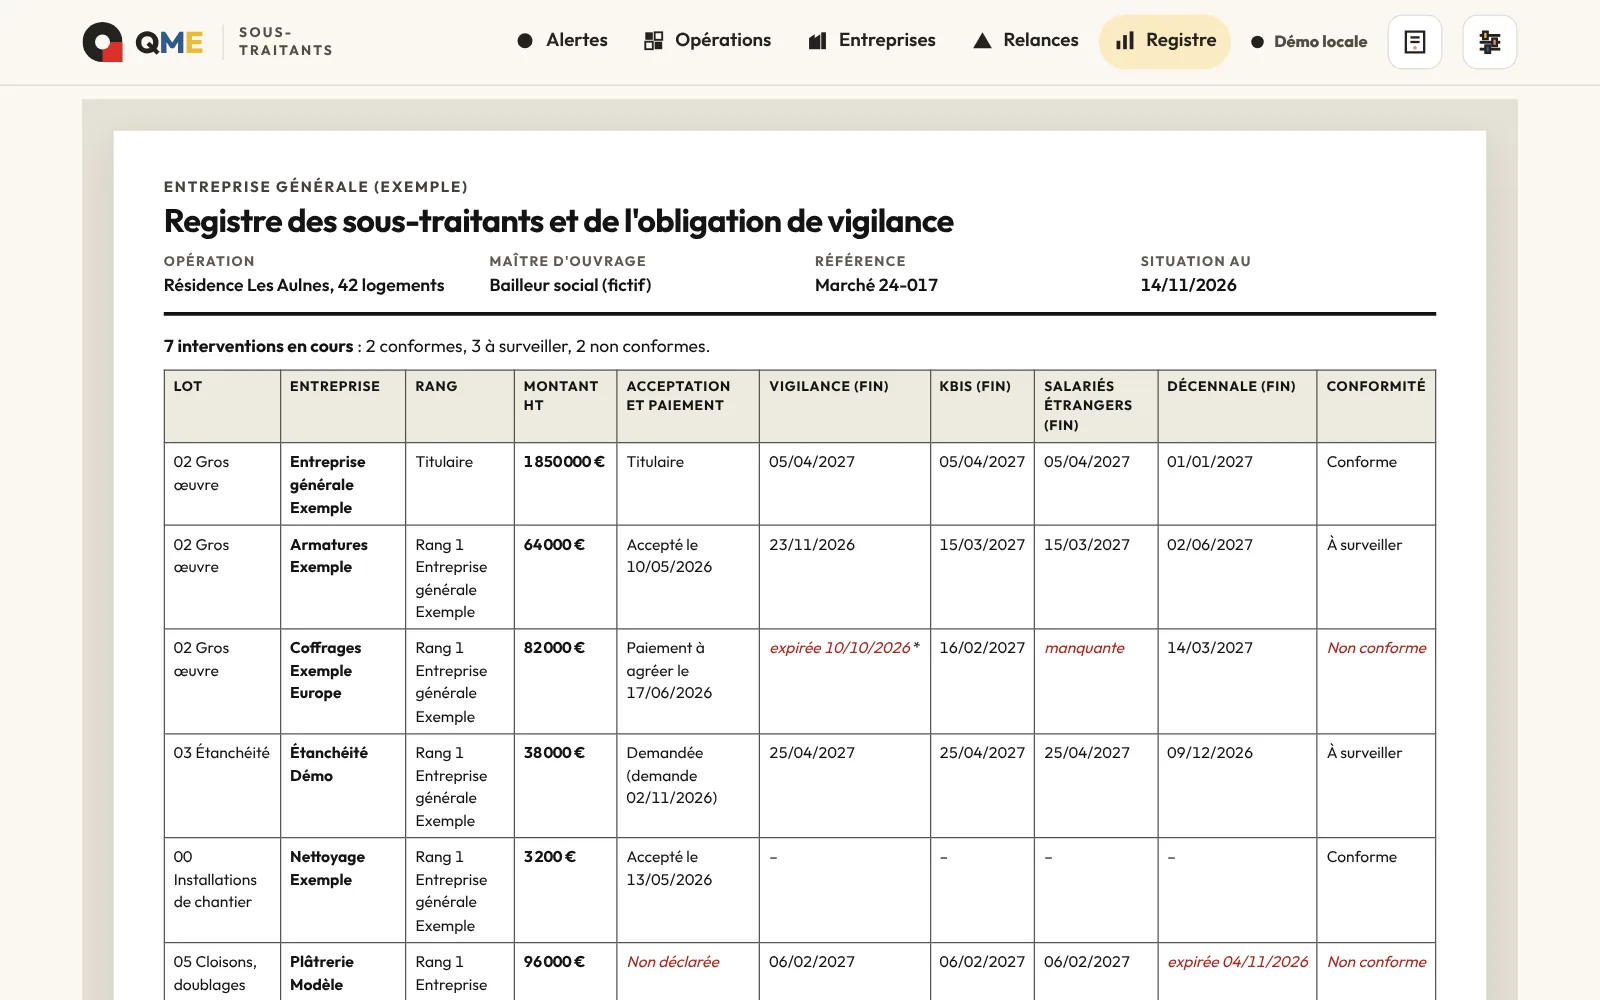 QME
SOUS-
TRAITANTS
Alertes
Opérations
Entreprises
Relances
Registre
Démo locale
ENTREPRISE GÉNÉRALE (EXEMPLE)
Registre des sous-traitants et de l'obligation de vigilance
OPÉRATION
Résidence Les Aulnes, 42 logements
MAÎTRE D'OUVRAGE
Bailleur social (fictif)
RÉFÉRENCE
Marché 24-017
SITUATION AU
14/11/2026
7 interventions en cours : 2 conformes, 3 à surveiller, 2 non conformes.
LOT
ENTREPRISE
RANG
MONTANT
HT
ACCEPTATION
ET PAIEMENT
VIGILANCE (FIN)
KBIS (FIN)
SALARIÉS
ÉTRANGERS
(FIN)
DÉCENNALE (FIN)
CONFORMITÉ
02 Gros
œuvre
Entreprise
générale
Exemple
Titulaire
1 850 000 €
Titulaire
05/04/2027
05/04/2027
05/04/2027
01/01/2027
Conforme
02 Gros
œuvre
Armatures
Exemple
Rang 1
Entreprise
générale
Exemple
64 000 €
Accepté le
10/05/2026
23/11/2026
15/03/2027
15/03/2027
02/06/2027
À surveiller
02 Gros
œuvre
Coffrages
Exemple
Europe
Rang 1
Entreprise
générale
Exemple
82 000 €
Paiement à
agréer le
17/06/2026
expirée 10/10/2026 *
16/02/2027
manquante
14/03/2027
Non conforme
03 Étanchéité
Étanchéité
Démo
Rang 1
Entreprise
générale
Exemple
38 000 €
Demandée
(demande
02/11/2026)
25/04/2027
25/04/2027
25/04/2027
09/12/2026
À surveiller
00
Installations
de chantier
Nettoyage
Exemple
Rang 1
Entreprise
générale
Exemple
3 200 €
Accepté le
13/05/2026
–
–
–
–
Conforme
05 Cloisons,
doublages
Plâtrerie
Modèle
Rang 1
Entreprise
96 000 €
Non déclarée
06/02/2027
06/02/2027
06/02/2027
expirée 04/11/2026
Non conforme